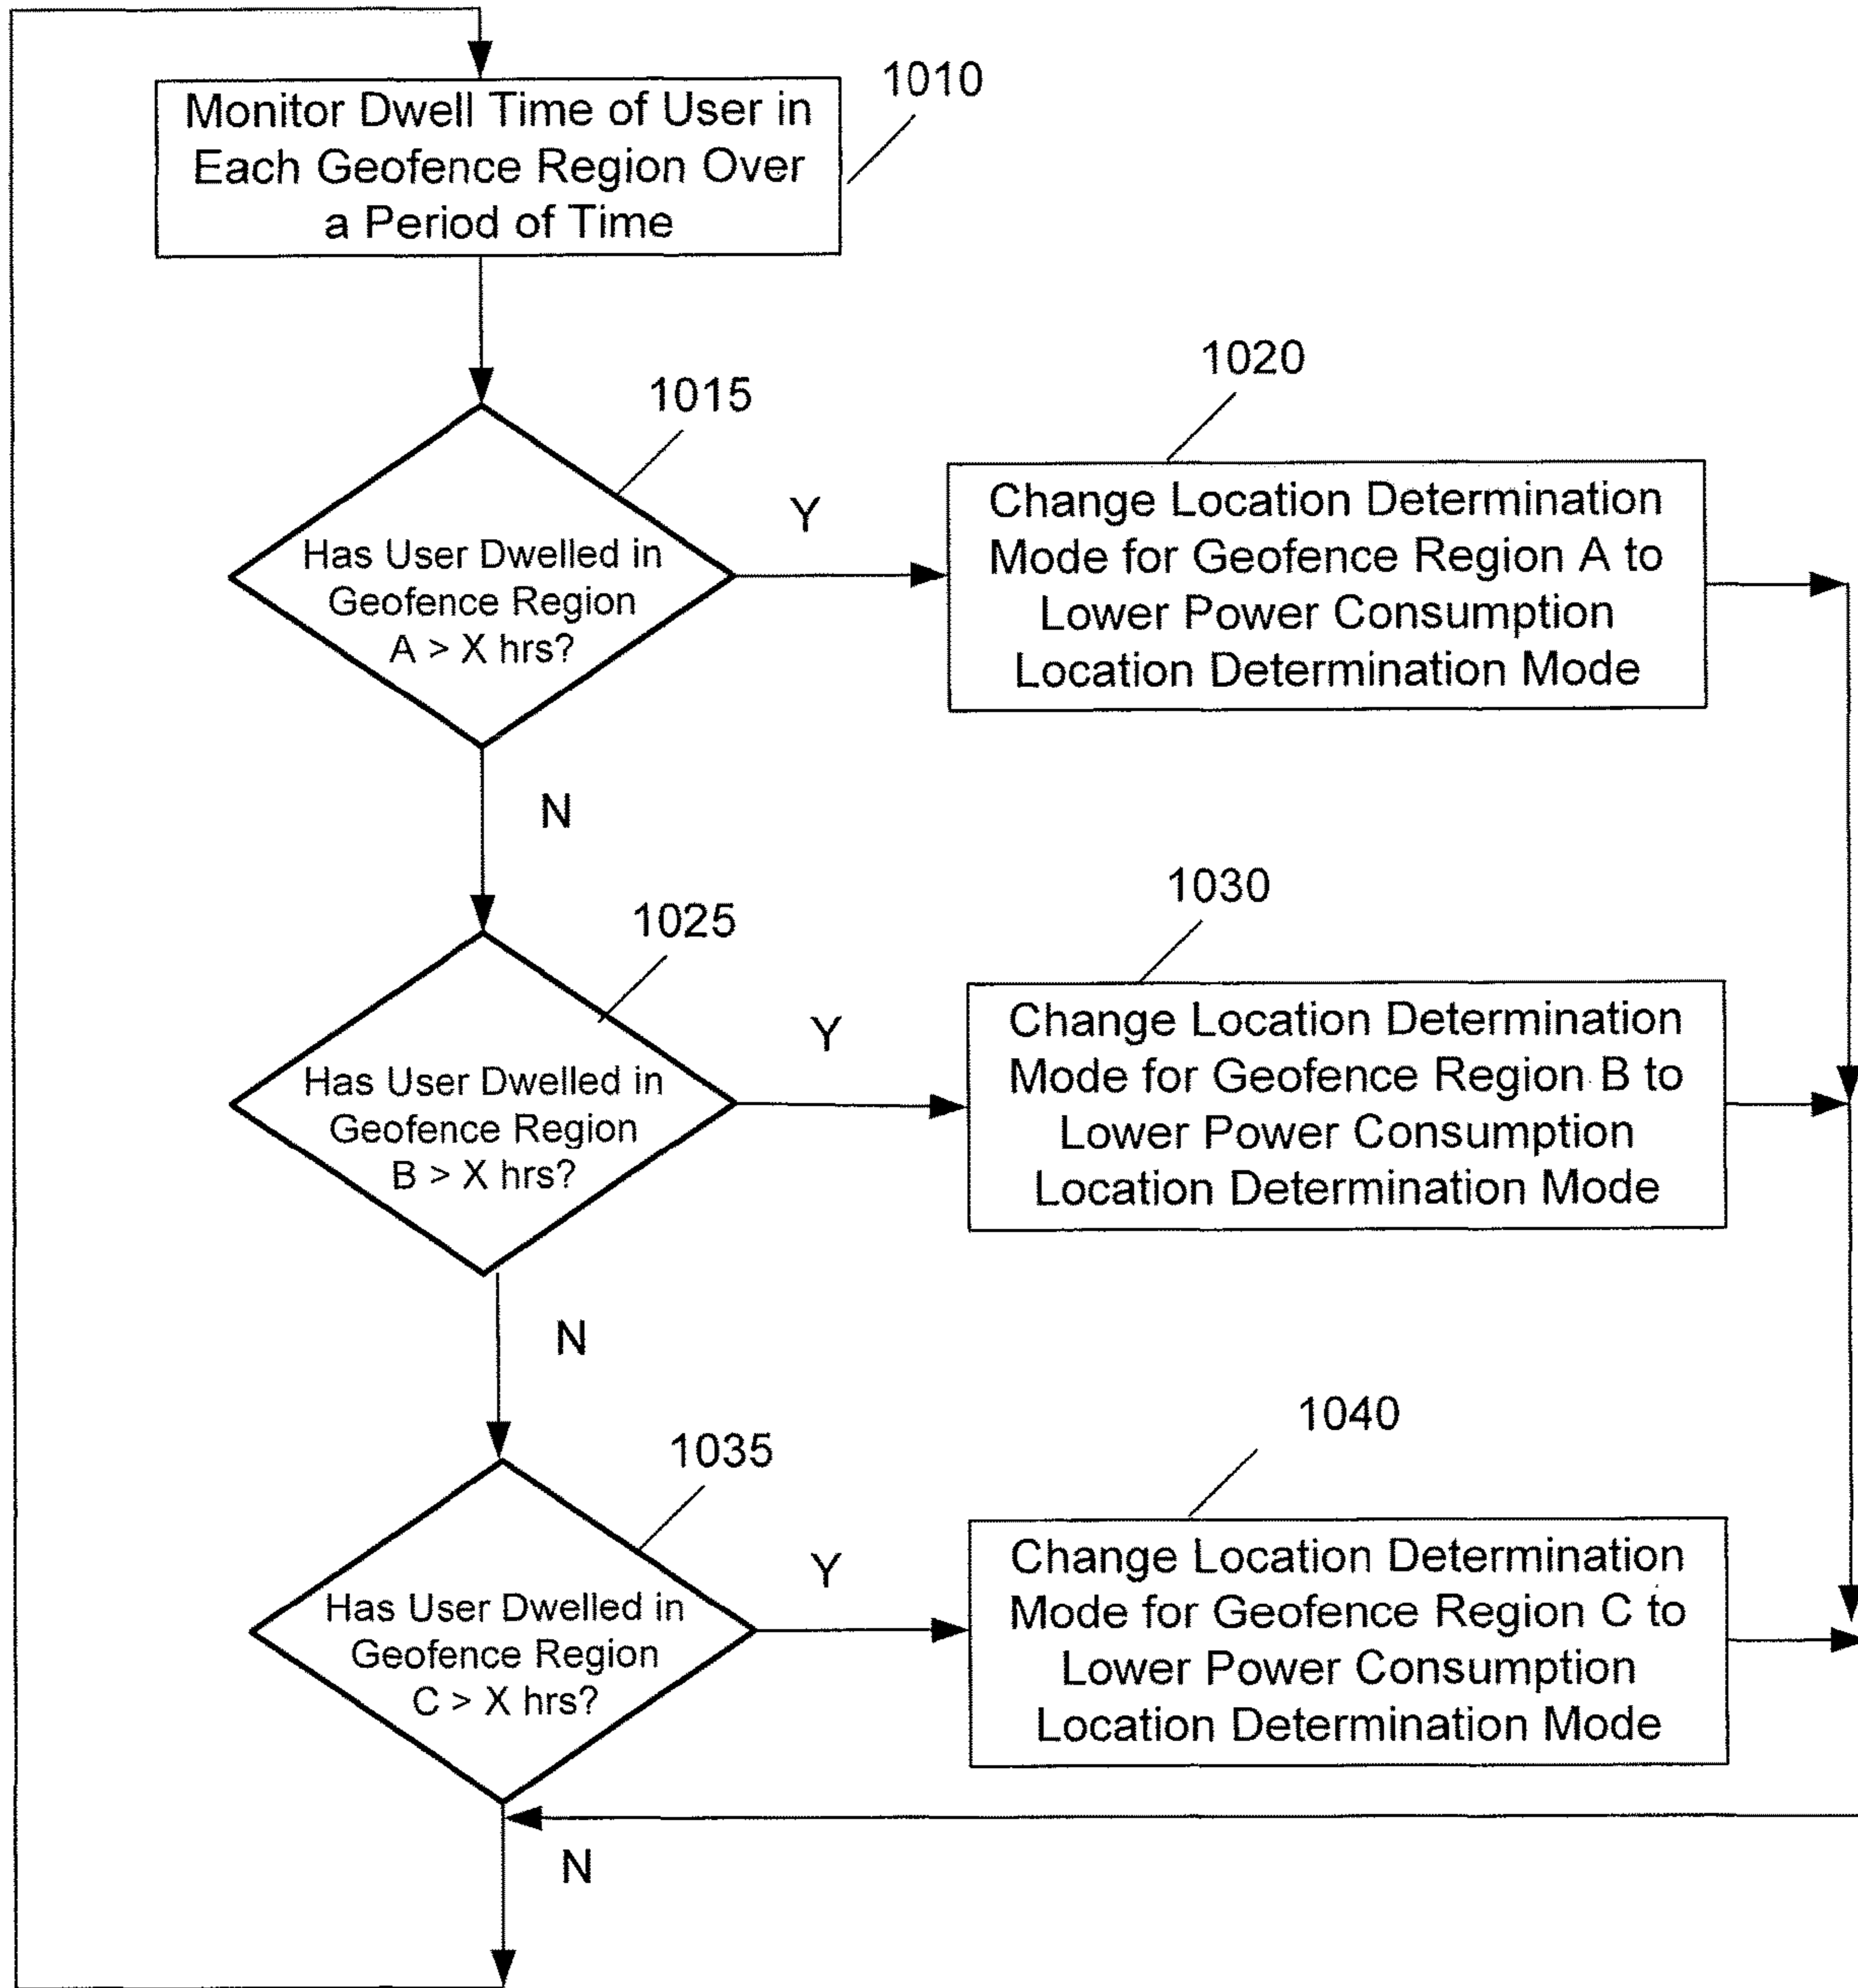 1010
Monitor Dwell Time of User in
Each Geofence Region Over
a Period of Time
1015
Has User Dwelled in
Geofence Region
A > X hrs?
Y
1020
Change Location Determination
Mode for Geofence Region A to
Lower Power Consumption
Location Determination Mode
N
1025
Has User Dwelled in
Geofence Region
B > X hrs?
Y
1030
Change Location Determination
Mode for Geofence Region B to
Lower Power Consumption
Location Determination Mode
N
1035
Has User Dwelled in
Geofence Region
C > X hrs?
Y
1040
Change Location Determination
Mode for Geofence Region C to
Lower Power Consumption
Location Determination Mode
N